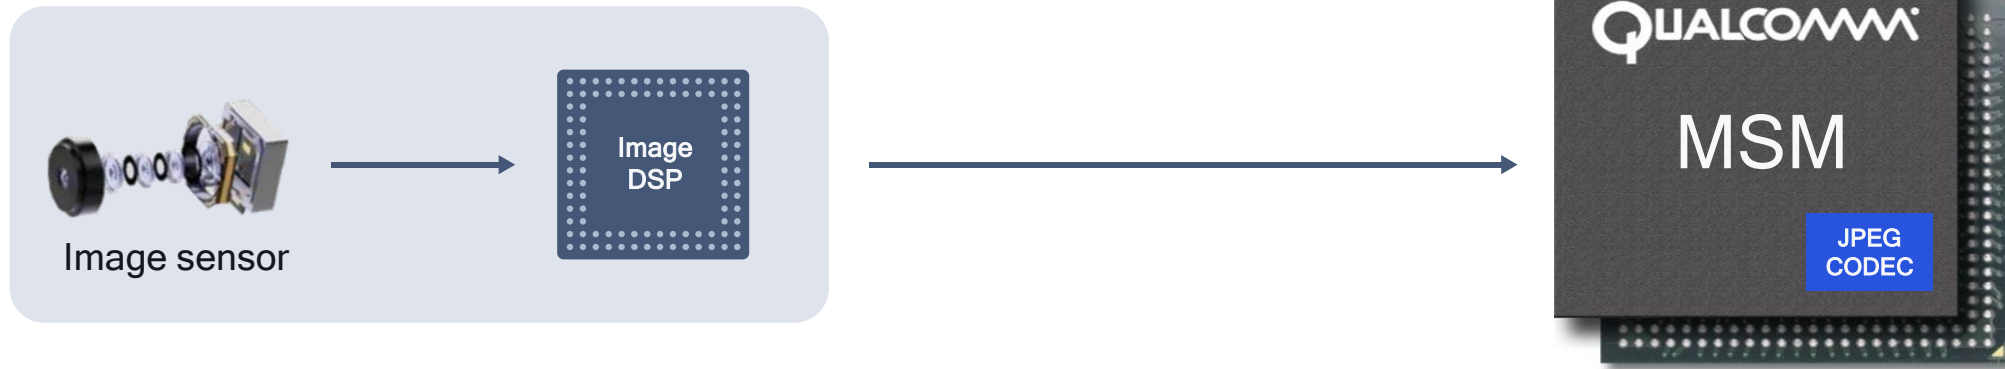 QUALCOMM
Image
DSP
MSM
Image sensor
JPEG
CODEC